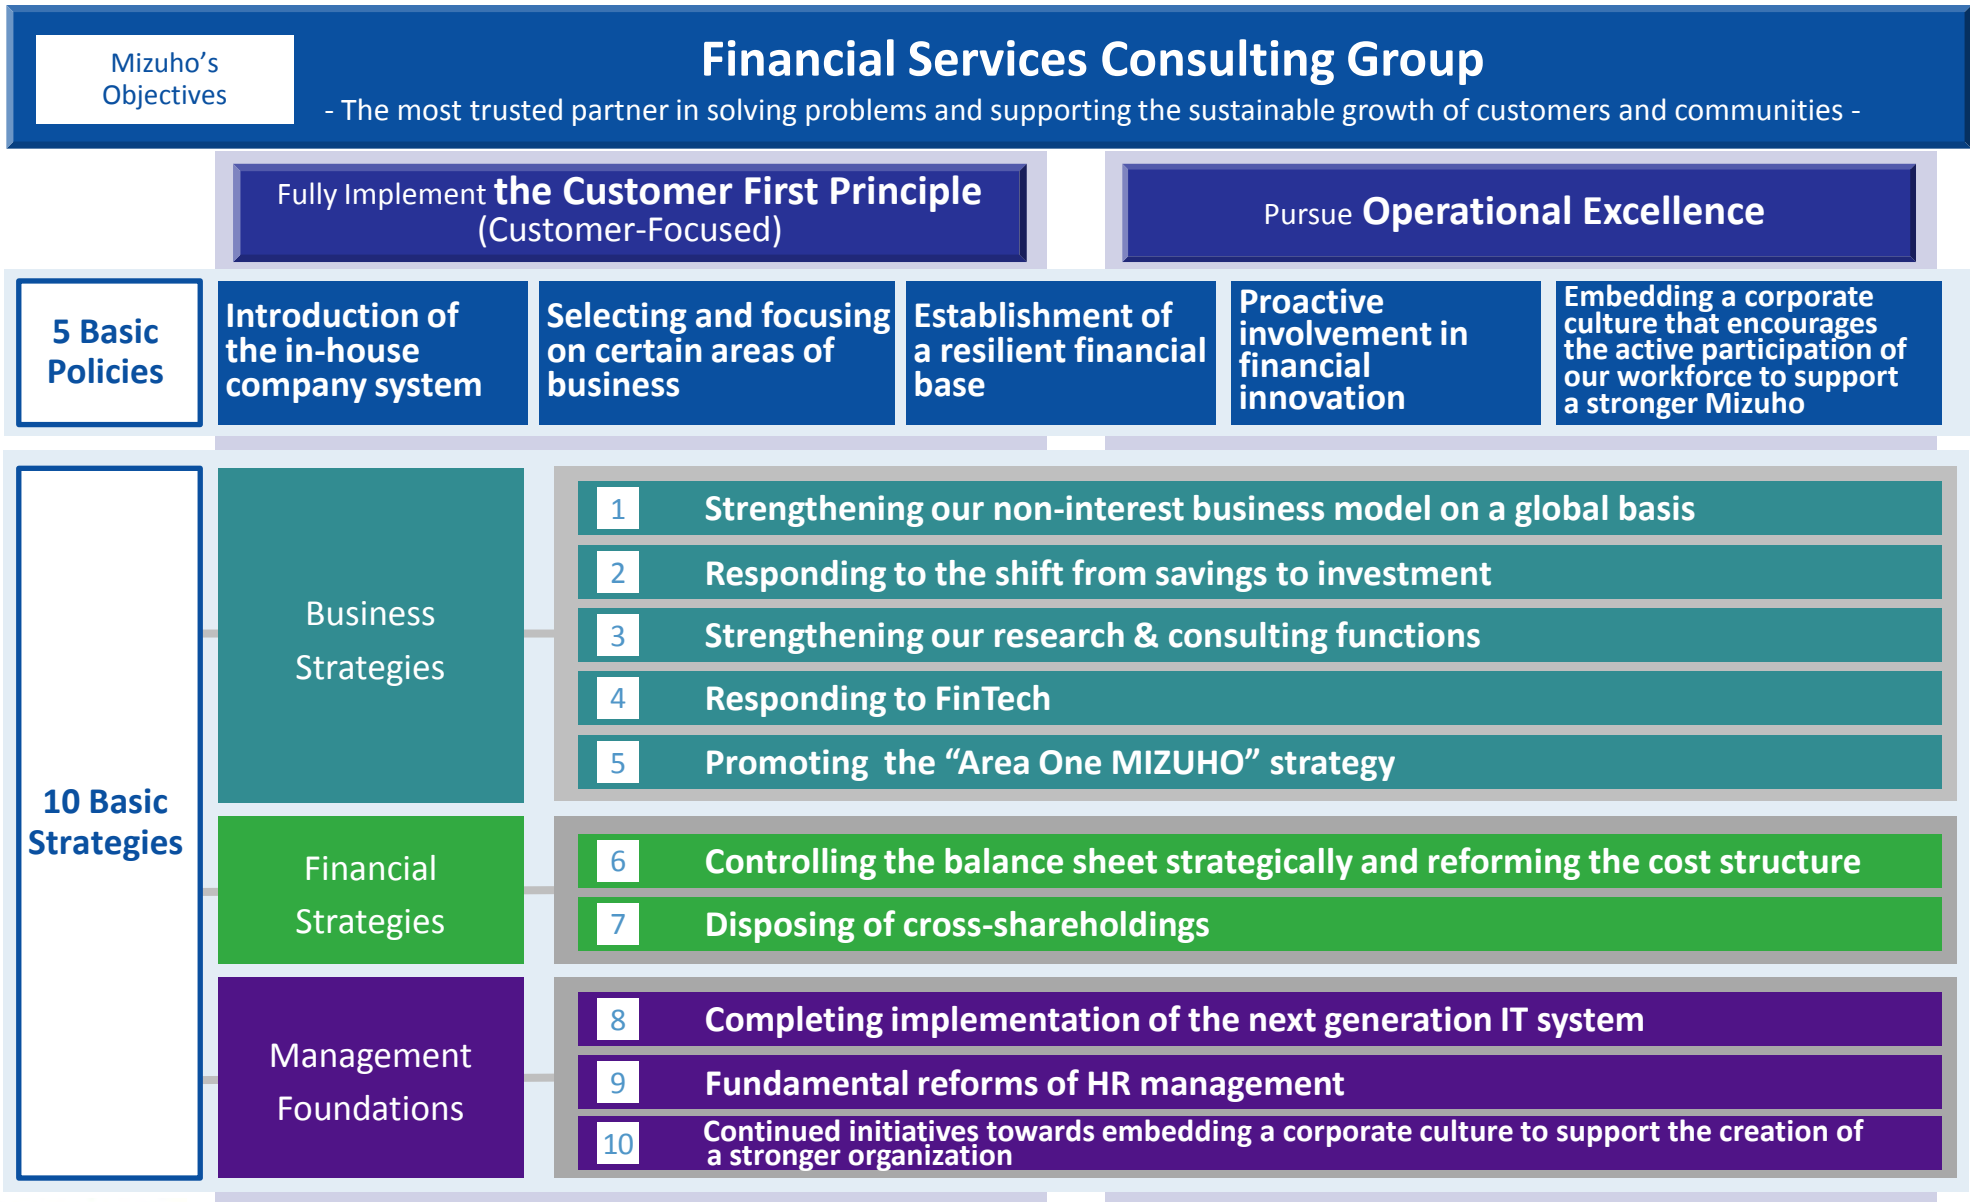 Mizuho’s
Objectives
Financial Services Consulting Group
- The most trusted partner in solving problems and supporting the sustainable growth of customers and communities -
Fully Implement the Customer First Principle
(Customer-Focused)
Pursue Operational Excellence
5 Basic
Policies
Introduction of
the in-house
company system
Selecting and focusing
on certain areas of
business
Establishment of
a resilient financial
base
Proactive
involvement in
financial
innovation
Embedding a corporate
culture that encourages
the active participation of
our workforce to support
a stronger Mizuho
10 Basic
Strategies
Business
Strategies
1 Strengthening our non-interest business model on a global basis
2 Responding to the shift from savings to investment
3 Strengthening our research & consulting functions
4 Responding to FinTech
5 Promoting the “Area One MIZUHO” strategy
Financial
Strategies
6 Controlling the balance sheet strategically and reforming the cost structure
7 Disposing of cross-shareholdings
Management
Foundations
8 Completing implementation of the next generation IT system
9 Fundamental reforms of HR management
10 Continued initiatives towards embedding a corporate culture to support the creation of
a stronger organization